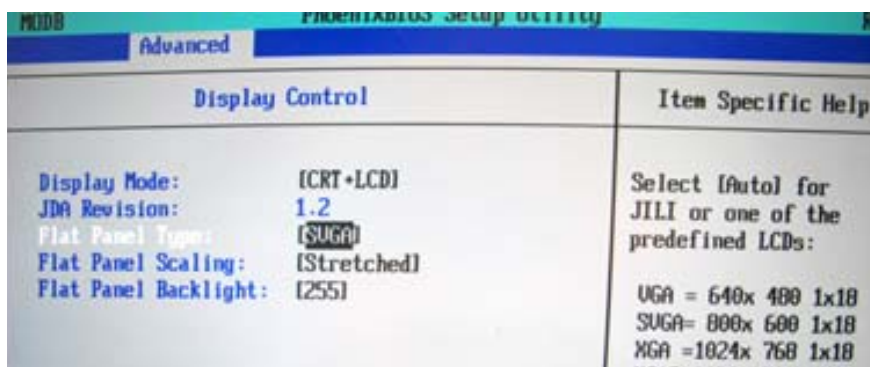 MODB PhoenixBIOS Setup Utility
Advanced
Display Control
Display Mode: [CRT+LCD]
JDA Revision: 1.2
Flat Panel Type: [SVGA]
Flat Panel Scaling: [Stretched]
Flat Panel Backlight: [255]
Item Specific Help
Select [Auto] for
JILI or one of the
predefined LCDs:
VGA = 640x 480 1x18
SVGA= 800x 600 1x18
XGA =1024x 768 1x18